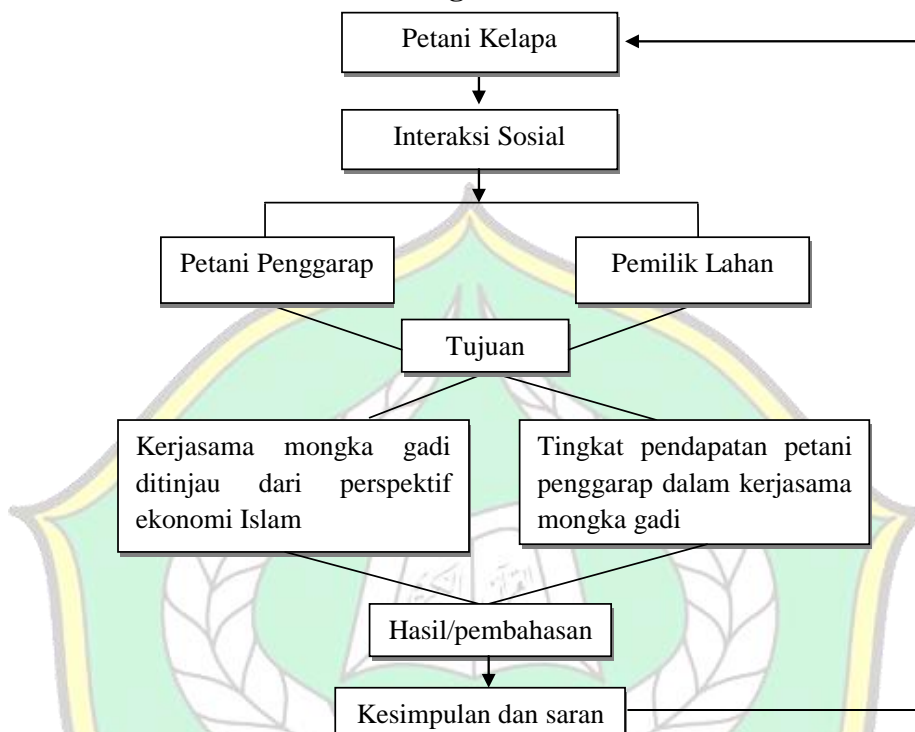 Petani Kelapa
Interaksi Sosial
Petani Penggarap
Pemilik Lahan
Tujuan
Kerjasama mongka gadi
ditinjau dari perspektif
ekonomi Islam
Tingkat pendapatan petani
penggarap dalam kerjasama
mongka gadi
Hasil/pembahasan
Kesimpulan dan saran